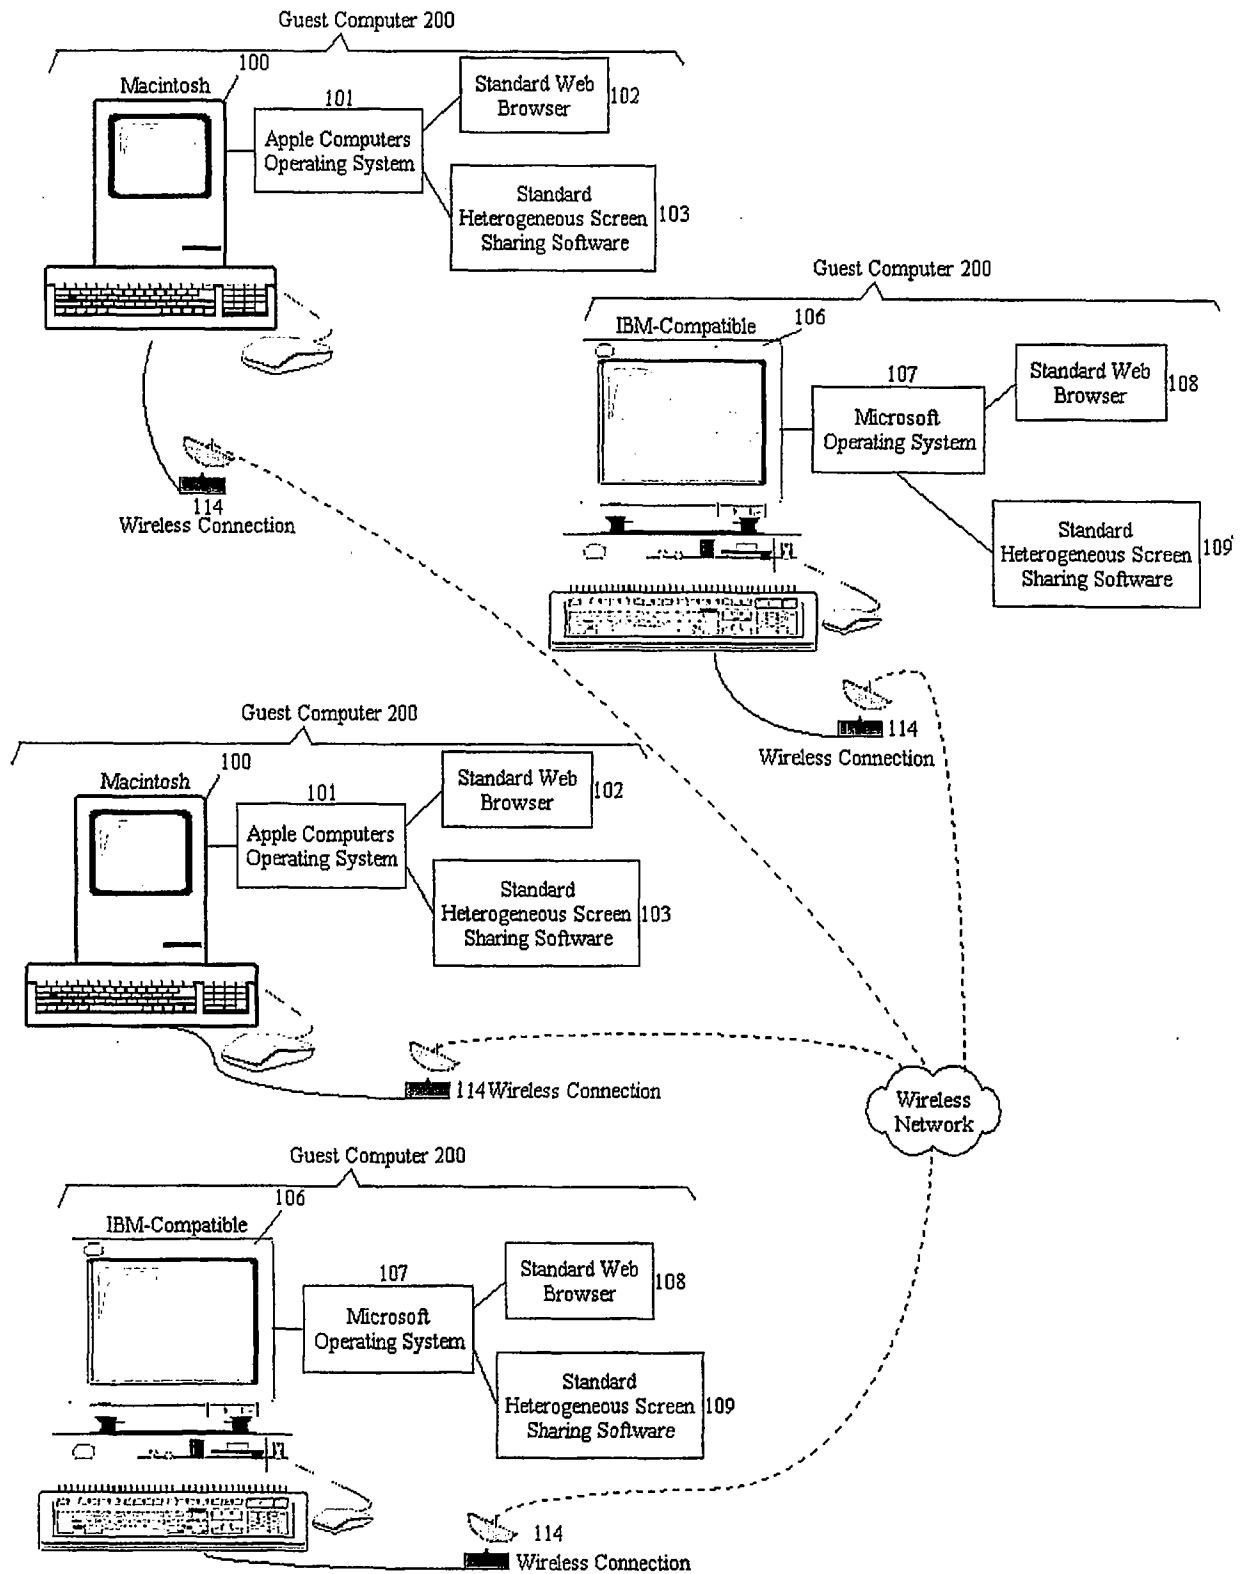 Guest Computer 200
100
Macintosh
101
Apple Computers
Operating System
Standard Web
Browser
102
Standard
Heterogeneous Screen
Sharing Software
103
114
Wireless Connection
Guest Computer 200
106
IBM-Compatible
107
Microsoft
Operating System
Standard Web
Browser
108
Standard
Heterogeneous Screen
Sharing Software
109
114
Wireless Connection
Guest Computer 200
100
Macintosh
101
Apple Computers
Operating System
Standard Web
Browser
102
Standard
Heterogeneous Screen
Sharing Software
103
114 Wireless Connection
Wireless
Network
Guest Computer 200
106
IBM-Compatible
107
Microsoft
Operating System
Standard Web
Browser
108
Standard
Heterogeneous Screen
Sharing Software
109
114
Wireless Connection